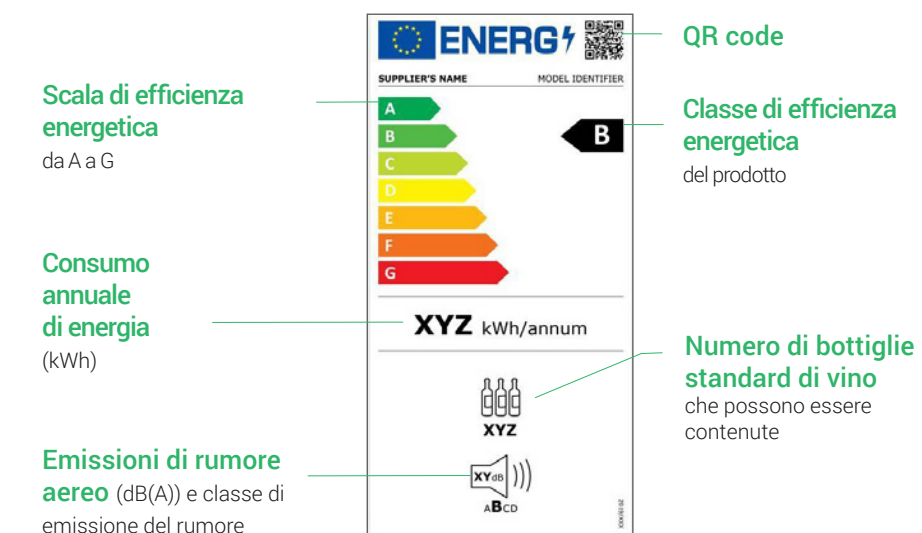 ENERG
QR code
SUPPLIER'S NAME
MODEL IDENTIFIER
Scala di efficienza
energetica
da A a G
A
B
C
D
E
F
G
B
Classe di efficienza
energetica
del prodotto
Consumo
annuale
di energia
(kWh)
XYZ kWh/annum
Numero di bottiglie
standard di vino
che possono essere
contenute
XYZ
Emissioni di rumore
aereo (dB(A)) e classe di
emissione del rumore
XYdB
ABCD